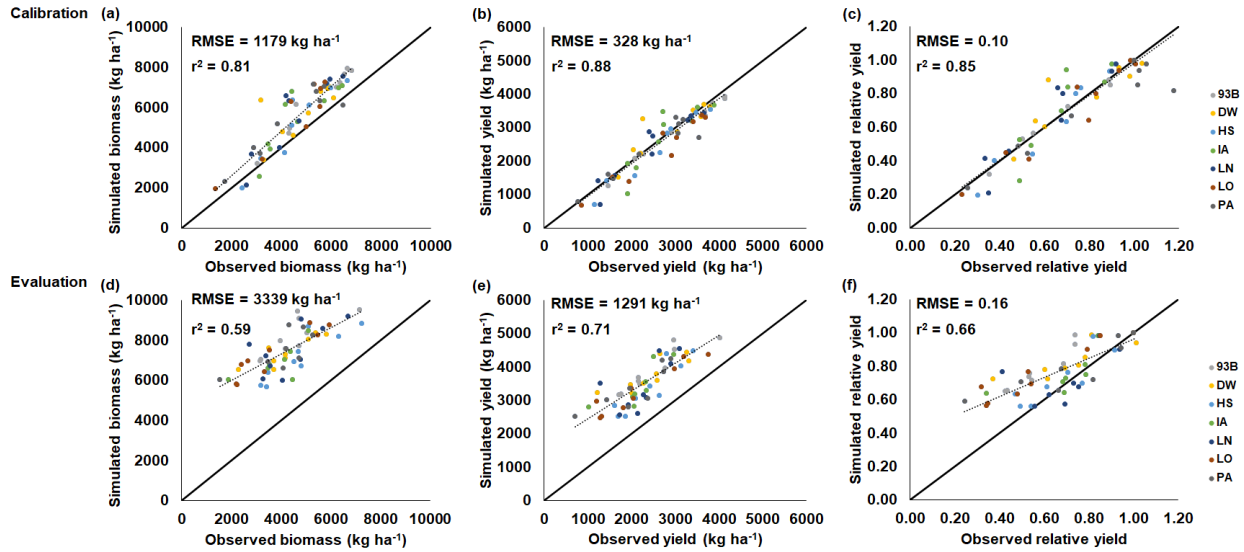 Calibration
(a)
RMSE = 1179 kg ha⁻¹
r² = 0.81
Simulated biomass (kg ha⁻¹)
10000
8000
6000
4000
2000
0
0 2000 4000 6000 8000 10000
Observed biomass (kg ha⁻¹)
(b)
RMSE = 328 kg ha⁻¹
r² = 0.88
Simulated yield (kg ha⁻¹)
6000
5000
4000
3000
2000
1000
0
0 1000 2000 3000 4000 5000 6000
Observed yield (kg ha⁻¹)
(c)
RMSE = 0.10
r² = 0.85
Simulated relative yield
1.20
1.00
0.80
0.60
0.40
0.20
0.00
0.00 0.20 0.40 0.60 0.80 1.00 1.20
Observed relative yield
93B
DW
HS
IA
LN
LO
PA
Evaluation
(d)
RMSE = 3339 kg ha⁻¹
r² = 0.59
Simulated biomass (kg ha⁻¹)
10000
8000
6000
4000
2000
0
0 2000 4000 6000 8000 10000
Observed biomass (kg ha⁻¹)
(e)
RMSE = 1291 kg ha⁻¹
r² = 0.71
Simulated yield (kg ha⁻¹)
6000
5000
4000
3000
2000
1000
0
0 1000 2000 3000 4000 5000 6000
Observed yield (kg ha⁻¹)
(f)
RMSE = 0.16
r² = 0.66
Simulated relative yield
1.20
1.00
0.80
0.60
0.40
0.20
0.00
0.00 0.20 0.40 0.60 0.80 1.00 1.20
Observed relative yield
93B
DW
HS
IA
LN
LO
PA